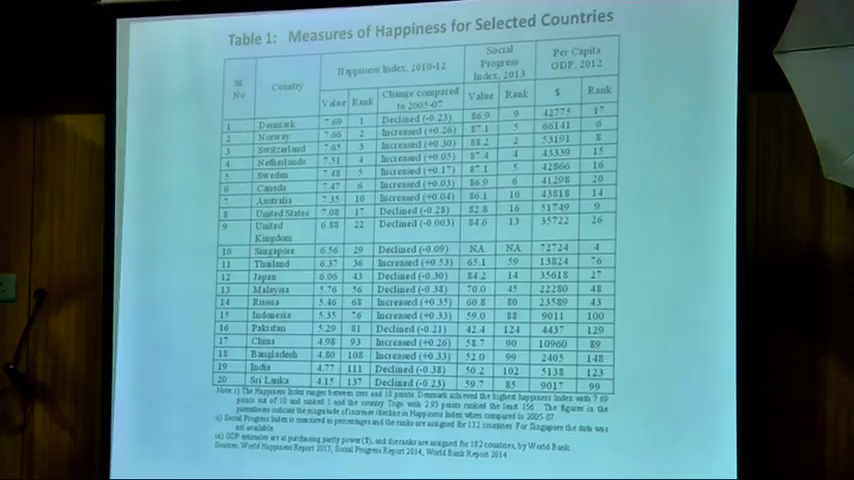 Table 1: Measures of Happiness for Selected Countries
Sl. No Country Happiness Index, 2010-12 Social Progress Index, 2013 Per Capita GDP, 2012
Value Rank Change compared to 2005-07 Value Rank $ Rank
1 Denmark 7.69 1 Declined (-0.23) 86.9 9 42775 17
2 Norway 7.66 2 Increased (+0.26) 87.1 5 66141 6
3 Switzerland 7.65 3 Increased (+0.30) 88.2 2 53191 8
4 Netherlands 7.51 4 Increased (+0.05) 87.4 4 43339 15
5 Sweden 7.48 5 Increased (+0.17) 87.1 5 42866 16
6 Canada 7.47 6 Increased (+0.03) 86.9 6 41298 20
7 Australia 7.35 10 Increased (+0.04) 86.1 10 43818 14
8 United States 7.08 17 Declined (-0.28) 82.8 16 51749 9
9 United Kingdom 6.88 22 Declined (-0.003) 84.6 13 35722 26
10 Singapore 6.56 29 Declined (-0.09) NA NA 72724 4
11 Thailand 6.37 36 Increased (+0.53) 65.1 59 13824 76
12 Japan 6.06 43 Declined (-0.30) 84.2 14 35618 27
13 Malaysia 5.76 56 Declined (-0.38) 70.0 45 22280 48
14 Russia 5.46 68 Increased (+0.35) 60.8 80 23589 43
15 Indonesia 5.35 76 Increased (+0.33) 59.0 88 9011 100
16 Pakistan 5.29 81 Declined (-0.21) 42.4 124 4437 129
17 China 4.98 93 Increased (+0.26) 58.7 90 10960 89
18 Bangladesh 4.80 108 Increased (+0.33) 52.0 99 2405 148
19 India 4.77 111 Declined (-0.38) 50.2 102 5138 123
20 Sri Lanka 4.15 137 Declined (-0.23) 59.7 85 9017 99
Note: i) The Happiness Index ranges between zero and 10 points: Denmark achieved the highest happiness Index with 7.69
points out of 10 and ranked 1 and the country Togo with 2.93 points ranked the least 156. The figures in the
parentheses indicate the magnitude of increase /decline in Happiness Index when compared to 2005-07.
ii) Social Progress Index is measured in percentages and the ranks are assigned for 132 countries. For Singapore the data was
not available.
iii) GDP estimates are at purchasing parity power ($), and the ranks are assigned for 182 countries, by World Bank.
Sources: World Happiness Report 2013, Social Progress Report 2014, World Bank Report 2014